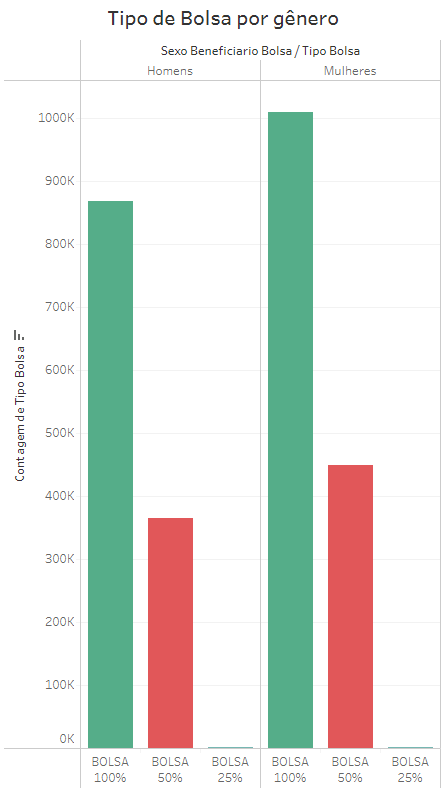 Tipo de Bolsa por gênero
Sexo Beneficiario Bolsa / Tipo Bolsa
Homens
Mulheres
Contagem de Tipo Bolsa
1000K
900K
800K
700K
600K
500K
400K
300K
200K
100K
0K
BOLSA
100%
BOLSA
50%
BOLSA
25%
BOLSA
100%
BOLSA
50%
BOLSA
25%